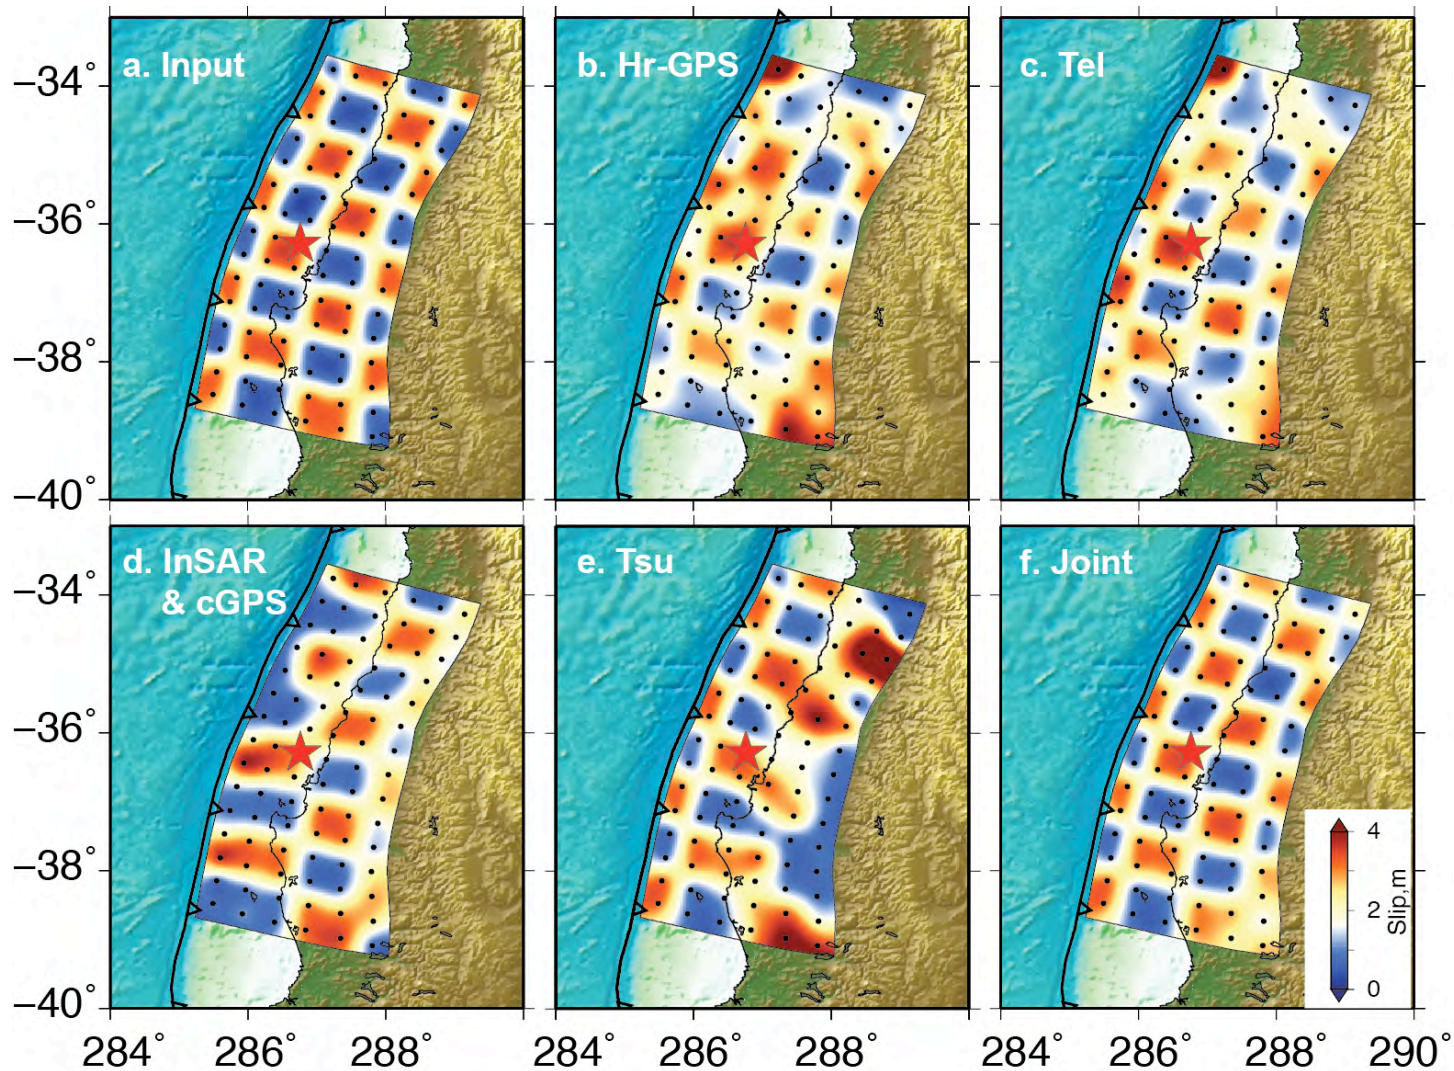 a. Input
b. Hr-GPS
c. Tel
−34°
−36°
−38°
−40°
d. InSAR
& cGPS
e. Tsu
f. Joint
−34°
−36°
−38°
−40°
4
2
0
Slip,m
284° 286° 288° 284° 286° 288° 284° 286° 288° 290°